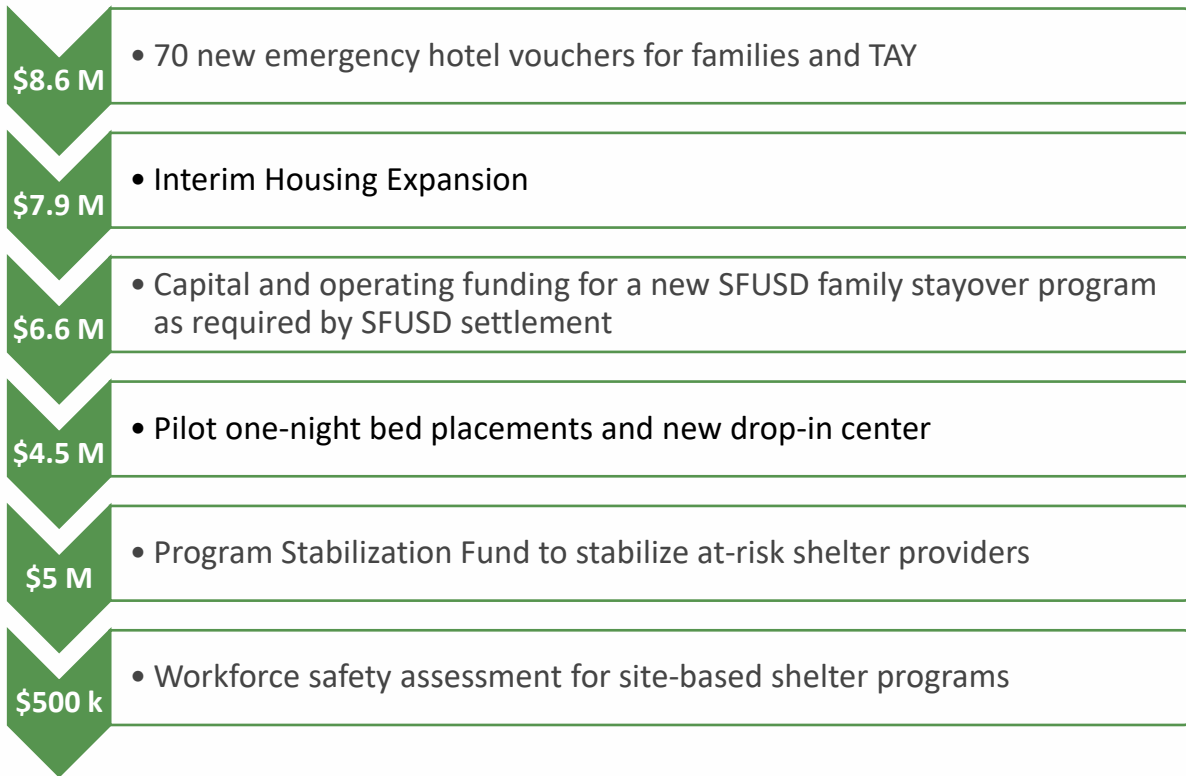 $8.6 M
• 70 new emergency hotel vouchers for families and TAY
$7.9 M
• Interim Housing Expansion
$6.6 M
• Capital and operating funding for a new SFUSD family stayover program
as required by SFUSD settlement
$4.5 M
• Pilot one-night bed placements and new drop-in center
$5 M
• Program Stabilization Fund to stabilize at-risk shelter providers
$500 k
• Workforce safety assessment for site-based shelter programs